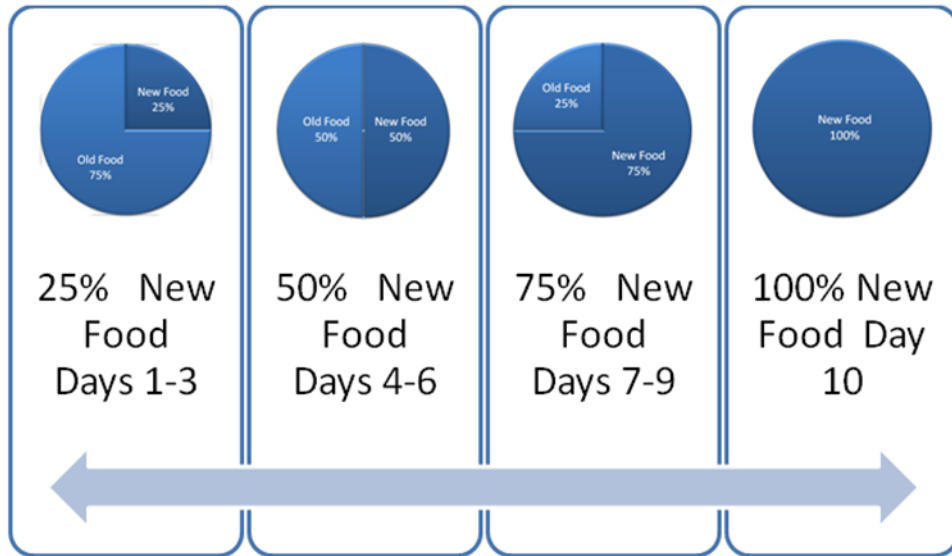 New Food
25%
Old Food
75%
25% New
Food
Days 1-3
Old Food
50%
New Food
50%
50% New
Food
Days 4-6
Old Food
25%
New Food
75%
75% New
Food
Days 7-9
New Food
100%
100% New
Food Day
10